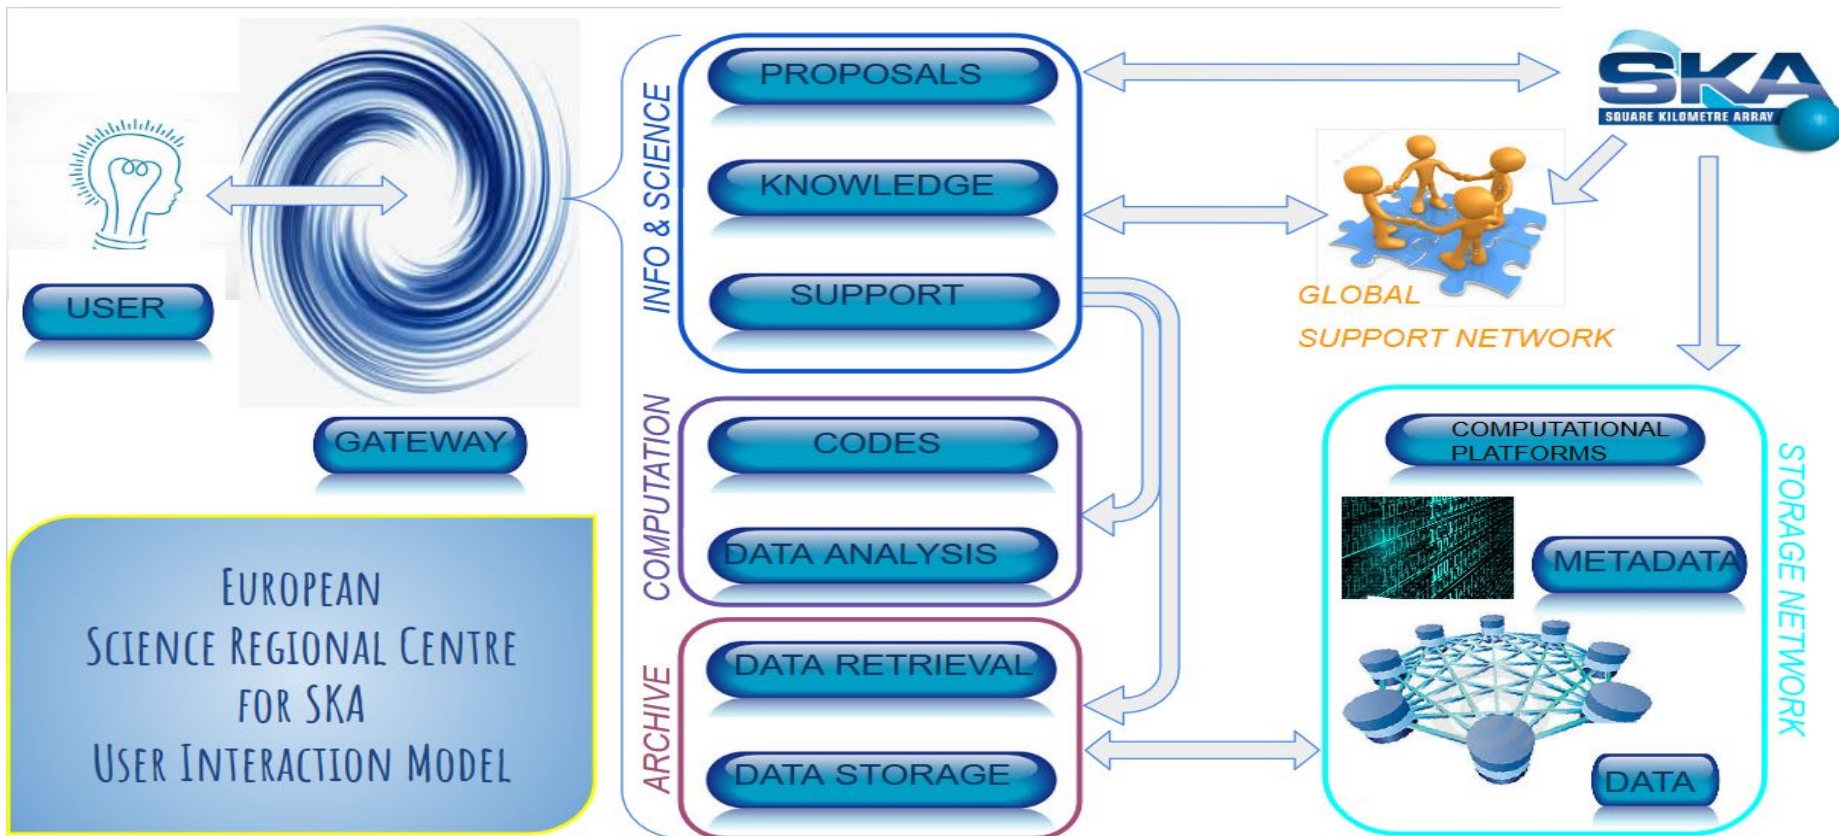 USER
GATEWAY
EUROPEAN
SCIENCE REGIONAL CENTRE
FOR SKA
USER INTERACTION MODEL
INFO & SCIENCE
PROPOSALS
KNOWLEDGE
SUPPORT
COMPUTATION
CODES
DATA ANALYSIS
ARCHIVE
DATA RETRIEVAL
DATA STORAGE
SKA
SQUARE KILOMETRE ARRAY
GLOBAL
SUPPORT NETWORK
STORAGE NETWORK
COMPUTATIONAL
PLATFORMS
METADATA
DATA